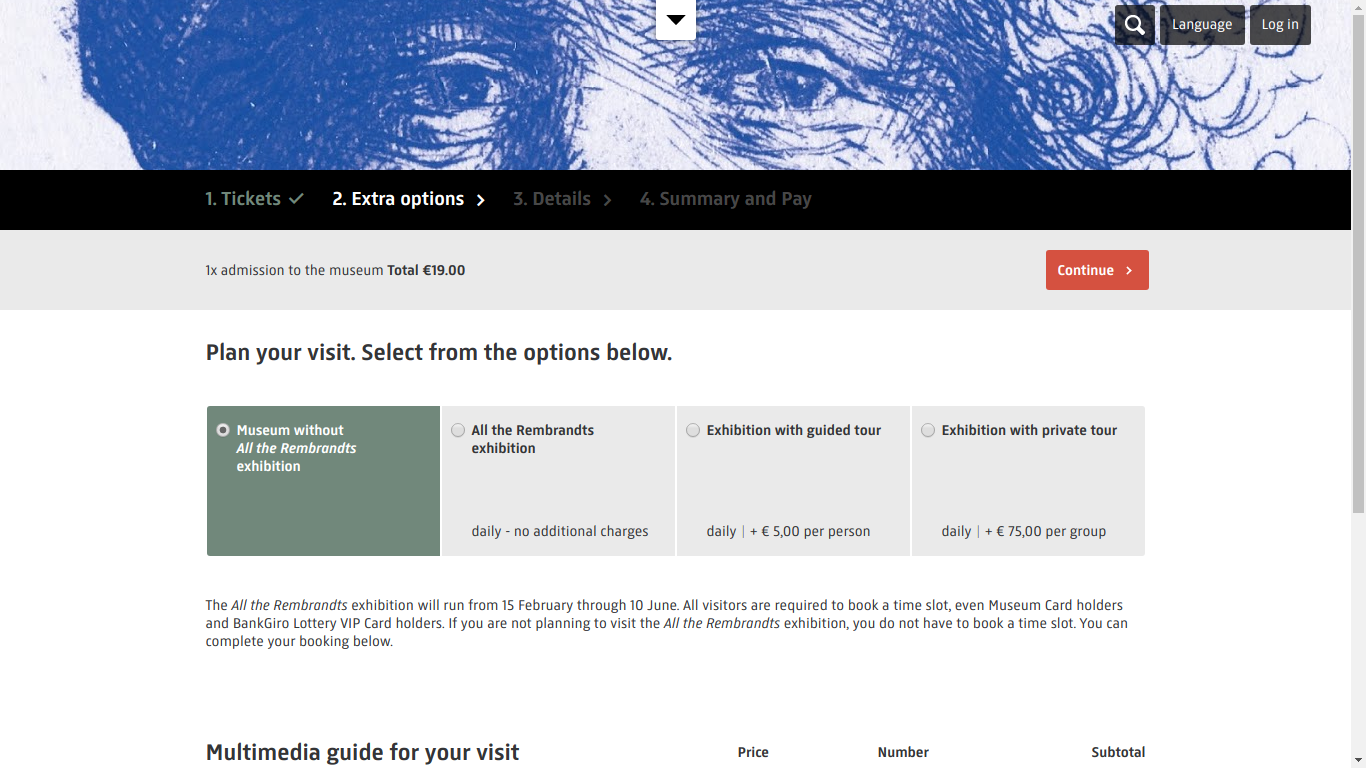 Language
Log in
1. Tickets
2. Extra options
3. Details
4. Summary and Pay
1x admission to the museum Total €19.00
Continue
Plan your visit. Select from the options below.
Museum without
All the Rembrandts
exhibition
All the Rembrandts
exhibition
daily - no additional charges
Exhibition with guided tour
daily | + € 5,00 per person
Exhibition with private tour
daily | + € 75,00 per group
The All the Rembrandts exhibition will run from 15 February through 10 June. All visitors are required to book a time slot, even Museum Card holders
and BankGiro Lottery VIP Card holders. If you are not planning to visit the All the Rembrandts exhibition, you do not have to book a time slot. You can
complete your booking below.
Multimedia guide for your visit
Price
Number
Subtotal